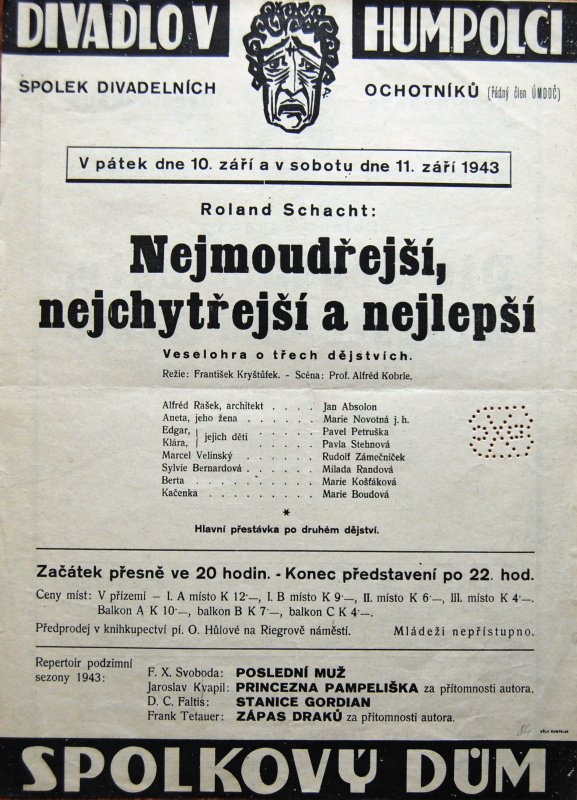 DIVADLO V HUMPOLCI
SPOLEK DIVADELNÍCH OCHOTNÍKŮ (řádný člen ÚMDOČ)
V pátek dne 10. září a v sobotu dne 11. září 1943
Roland Schacht:
Nejmoudřejší,
nejchytřejší a nejlepší
Veselohra o třech dějstvích.
Režie: František Kryštůfek. - Scéna: Prof. Alfréd Kobrle.
Alfréd Rašek, architekt . . . . Jan Absolon
Aneta, jeho žena . . . . . . . Marie Novotná j. h.
Edgar, } jejich děti . . . . . Pavel Petruška
Klára, Pavla Stehnová
Marcel Velínský . . . . . . . Rudolf Zámečníček
Sylvie Bernardová . . . . . . Milada Randová
Berta . . . . . . . . . . . Marie Košťáková
Kačenka . . . . . . . . . . Marie Boudová
*
Hlavní přestávka po druhém dějství.
Začátek přesně ve 20 hodin. - Konec představení po 22. hod.
Ceny míst: V přízemí — I. A místo K 12·—, I. B místo K 9·—, II. místo K 6·—, III. místo K 4·—.
Balkon A K 10·—, balkon B K 7·—, balkon C K 4·—.
Předprodej v knihkupectví pí. O. Hůlové na Riegrově náměstí. Mládeži nepřístupno.
Repertoir podzimní
sezony 1943:
F. X. Svoboda: POSLEDNÍ MUŽ
Jaroslav Kvapil: PRINCEZNA PAMPELIŠKA za přítomnosti autora.
D. C. Faltis: STANICE GORDIAN
Frank Tetauer: ZÁPAS DRAKŮ za přítomnosti autora.
SPOLKOVÝ DŮM